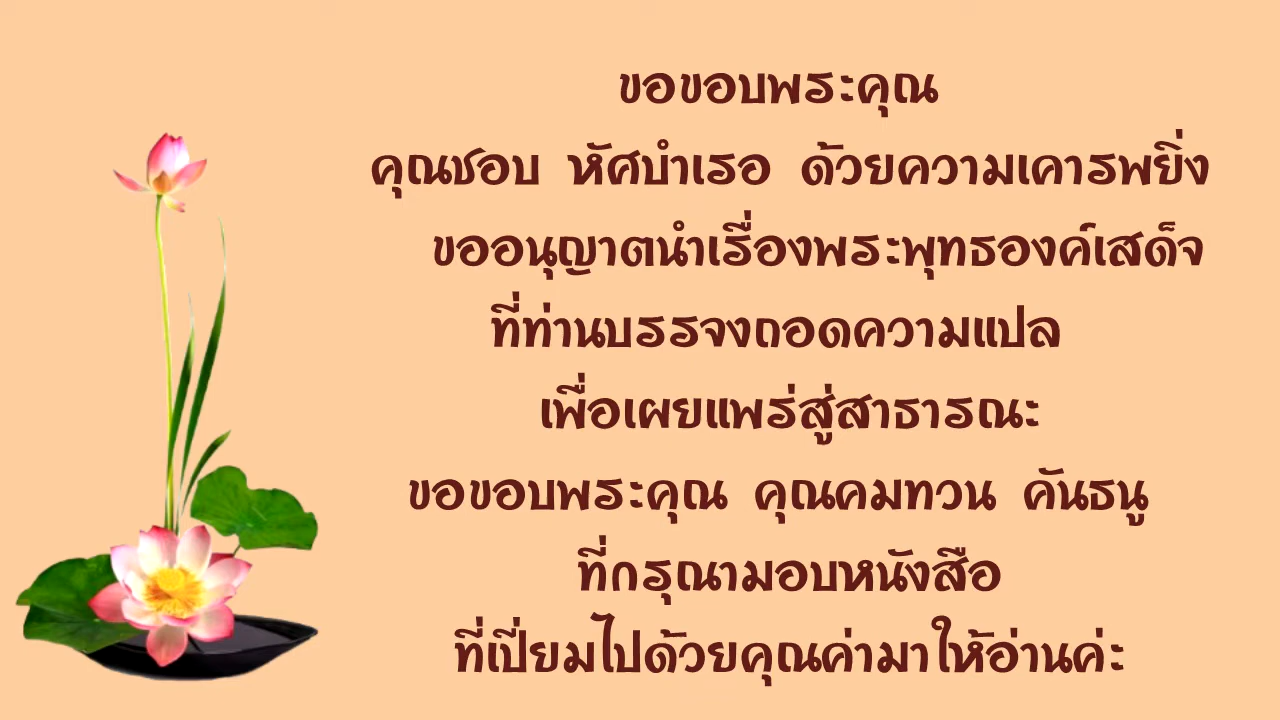 ขอขอบพระคุณ
คุณชอบ หัศบำเรอ ด้วยความเคารพยิ่ง
ขออนุญาตนำเรื่องพระพุทธองค์เสด็จ
ที่ท่านบรรจงถอดความแปล
เพื่อเผยแพร่สู่สาธารณะ
ขอขอบพระคุณ คุณคมทวน คันธนู
ที่กรุณามอบหนังสือ
ที่เปี่ยมไปด้วยคุณค่ามาให้อ่านค่ะ